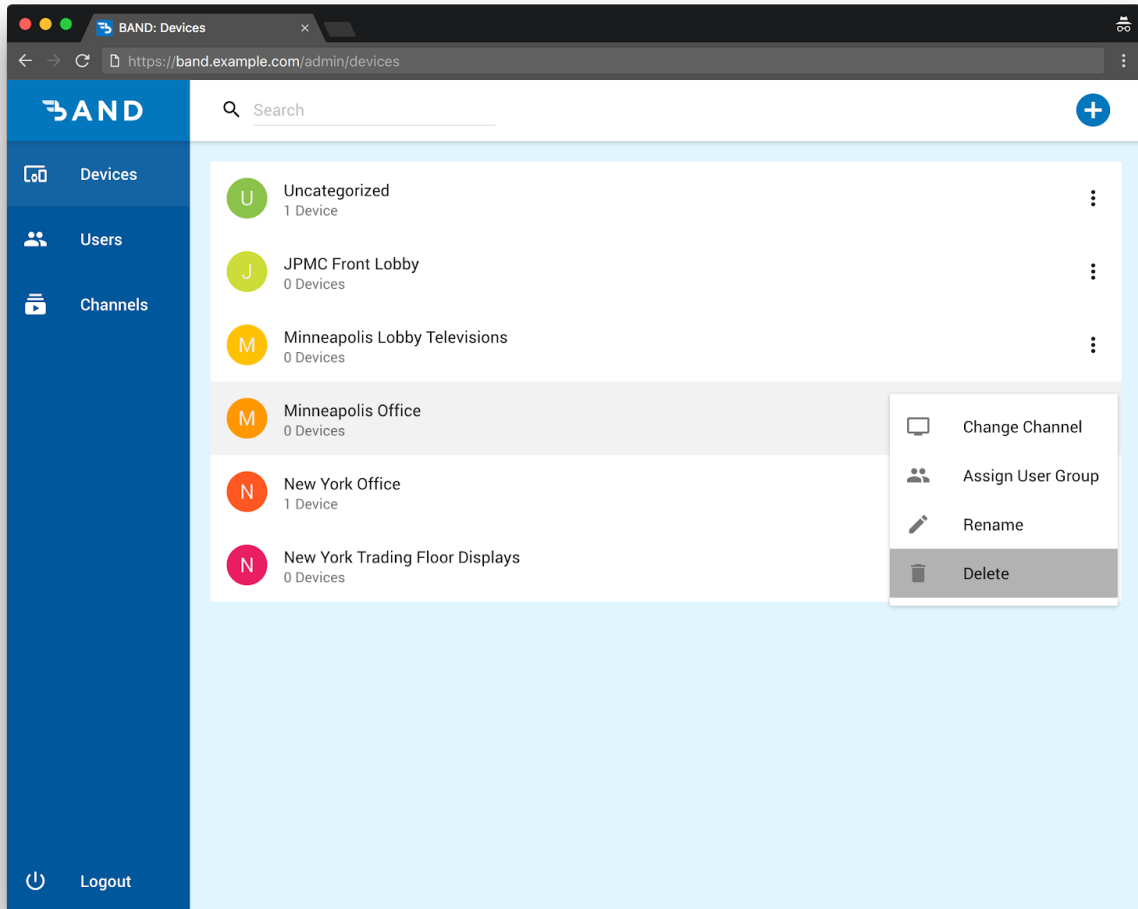 BAND: Devices
https://band.example.com/admin/devices
BAND
Search
Devices
Users
Channels
Logout
U
Uncategorized
1 Device
J
JPMC Front Lobby
0 Devices
M
Minneapolis Lobby Televisions
0 Devices
M
Minneapolis Office
0 Devices
N
New York Office
1 Device
N
New York Trading Floor Displays
0 Devices
Change Channel
Assign User Group
Rename
Delete